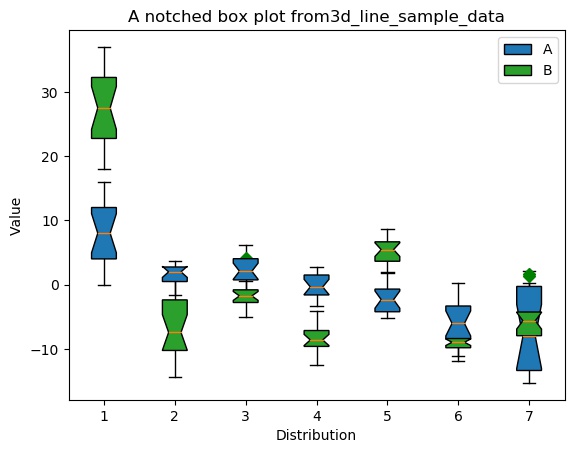 A notched box plot from3d_line_sample_data
A
B
Value
30
20
10
0
−10
1 2 3 4 5 6 7
Distribution